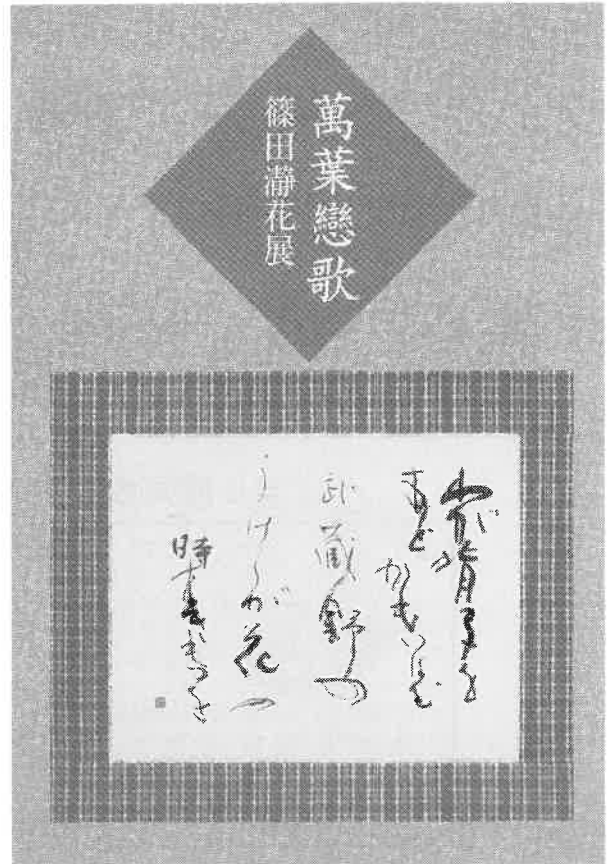 萬葉戀歌
篠田瀞花展
わが背子を
あどかもいはむ
武蔵野の
うけらが花の
時なきものを